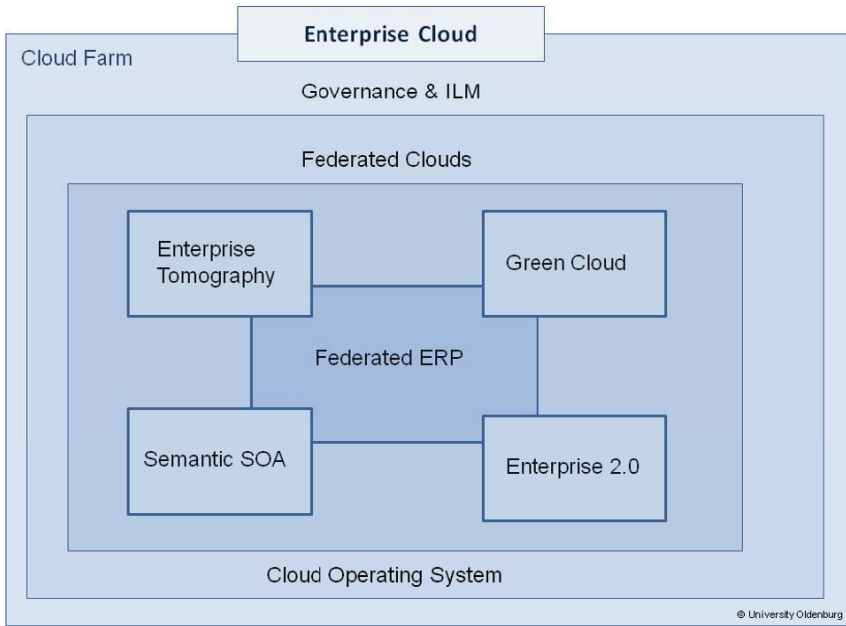 Enterprise Cloud
Cloud Farm
Governance & ILM
Federated Clouds
Enterprise
Tomography
Green Cloud
Federated ERP
Semantic SOA
Enterprise 2.0
Cloud Operating System
© University Oldenburg